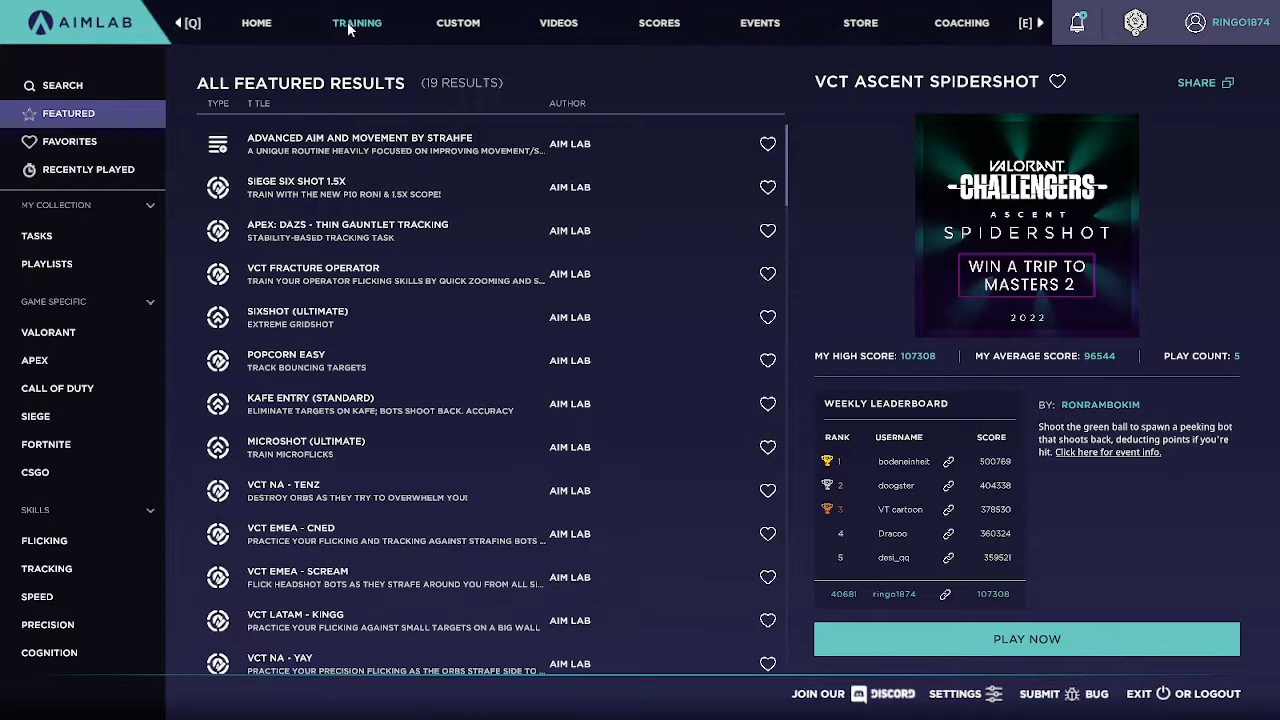 AIMLAB
[Q]
HOME
TRAINING
CUSTOM
VIDEOS
SCORES
EVENTS
STORE
COACHING
[E]
RINGO1874
SEARCH
FEATURED
FAVORITES
RECENTLY PLAYED
MY COLLECTION
TASKS
PLAYLISTS
GAME SPECIFIC
VALORANT
APEX
CALL OF DUTY
SIEGE
FORTNITE
CSGO
SKILLS
FLICKING
TRACKING
SPEED
PRECISION
COGNITION
ALL FEATURED RESULTS (19 RESULTS)
TYPE TITLE AUTHOR
ADVANCED AIM AND MOVEMENT BY STRAHFE
A UNIQUE ROUTINE HEAVILY FOCUSED ON IMPROVING MOVEMENT/S...
AIM LAB
SIEGE SIX SHOT 1.5X
TRAIN WITH THE NEW P10 RONI & 1.5X SCOPE!
AIM LAB
APEX: DAZS - THIN GAUNTLET TRACKING
STABILITY-BASED TRACKING TASK
AIM LAB
VCT FRACTURE OPERATOR
TRAIN YOUR OPERATOR FLICKING SKILLS BY QUICK ZOOMING AND S...
AIM LAB
SIXSHOT (ULTIMATE)
EXTREME GRIDSHOT
AIM LAB
POPCORN EASY
TRACK BOUNCING TARGETS
AIM LAB
KAFE ENTRY (STANDARD)
ELIMINATE TARGETS ON KAFE; BOTS SHOOT BACK. ACCURACY
AIM LAB
MICROSHOT (ULTIMATE)
TRAIN MICROFLICKS
AIM LAB
VCT NA - TENZ
DESTROY ORBS AS THEY TRY TO OVERWHELM YOU!
AIM LAB
VCT EMEA - CNED
PRACTICE YOUR FLICKING AND TRACKING AGAINST STRAFING BOTS ...
AIM LAB
VCT EMEA - SCREAM
FLICK HEADSHOT BOTS AS THEY STRAFE AROUND YOU FROM ALL SI...
AIM LAB
VCT LATAM - KINGG
PRACTICE YOUR FLICKING AGAINST SMALL TARGETS ON A BIG WALL
AIM LAB
VCT NA - YAY
PRACTICE YOUR PRECISION FLICKING AS THE ORBS STRAFE SIDE TO ...
AIM LAB
VCT ASCENT SPIDERSHOT
SHARE
VALORANT
CHALLENGERS
ASCENT
SPIDERSHOT
WIN A TRIP TO
MASTERS 2
2022
MY HIGH SCORE: 107308
MY AVERAGE SCORE: 96544
PLAY COUNT: 5
WEEKLY LEADERBOARD
RANK USERNAME SCORE
1 bodeneinheit 500769
2 doogster 404338
3 VT cartoon 378530
4 Dracoo 360324
5 desi_qq 359521
40681 ringo1874 107308
BY: RONRAMBOKIM
Shoot the green ball to spawn a peeking bot
that shoots back, deducting points if you're
hit. Click here for event info.
PLAY NOW
JOIN OUR DISCORD
SETTINGS
SUBMIT BUG
EXIT OR LOGOUT